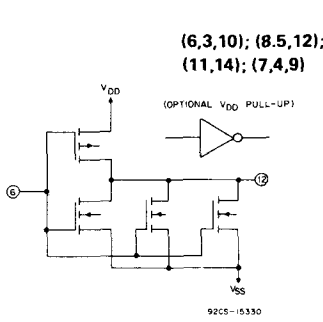 (6,3,10); (8.5,12);
(11,14); (7,4,9)
VDD
(OPTIONAL VDD PULL-UP)
6
12
VSS
92CS-15330